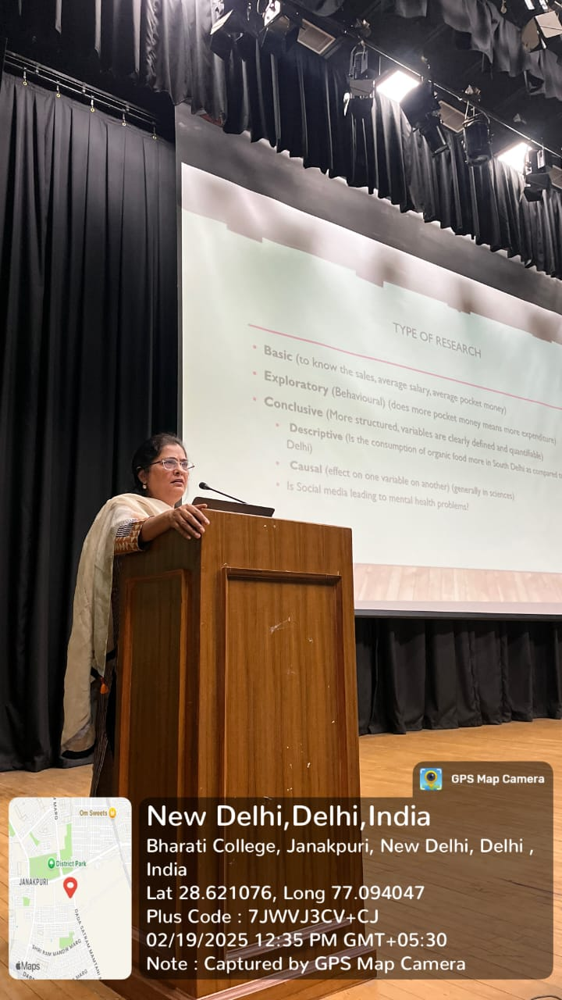 TYPE OF RESEARCH
• Basic (to know the sales, average salary, average pocket money)
• Exploratory (Behavioural) (does more pocket money means more expenditure)
• Conclusive (More structured, variables are clearly defined and quantifiable)
• Descriptive (Is the consumption of organic food more in South Delhi as compared to
Delhi)
• Causal (effect on one variable on another) (generally in sciences)
• Is Social media leading to mental health problems?
GPS Map Camera
New Delhi,Delhi,India
Bharati College, Janakpuri, New Delhi, Delhi ,
India
Lat 28.621076, Long 77.094047
Plus Code : 7JWVJ3CV+CJ
02/19/2025 12:35 PM GMT+05:30
Note : Captured by GPS Map Camera
Om Sweets
District Park
JANAKPURI
DADA SATRAM MAMTANI
SHRI RAM MANDIR MARG
Maps